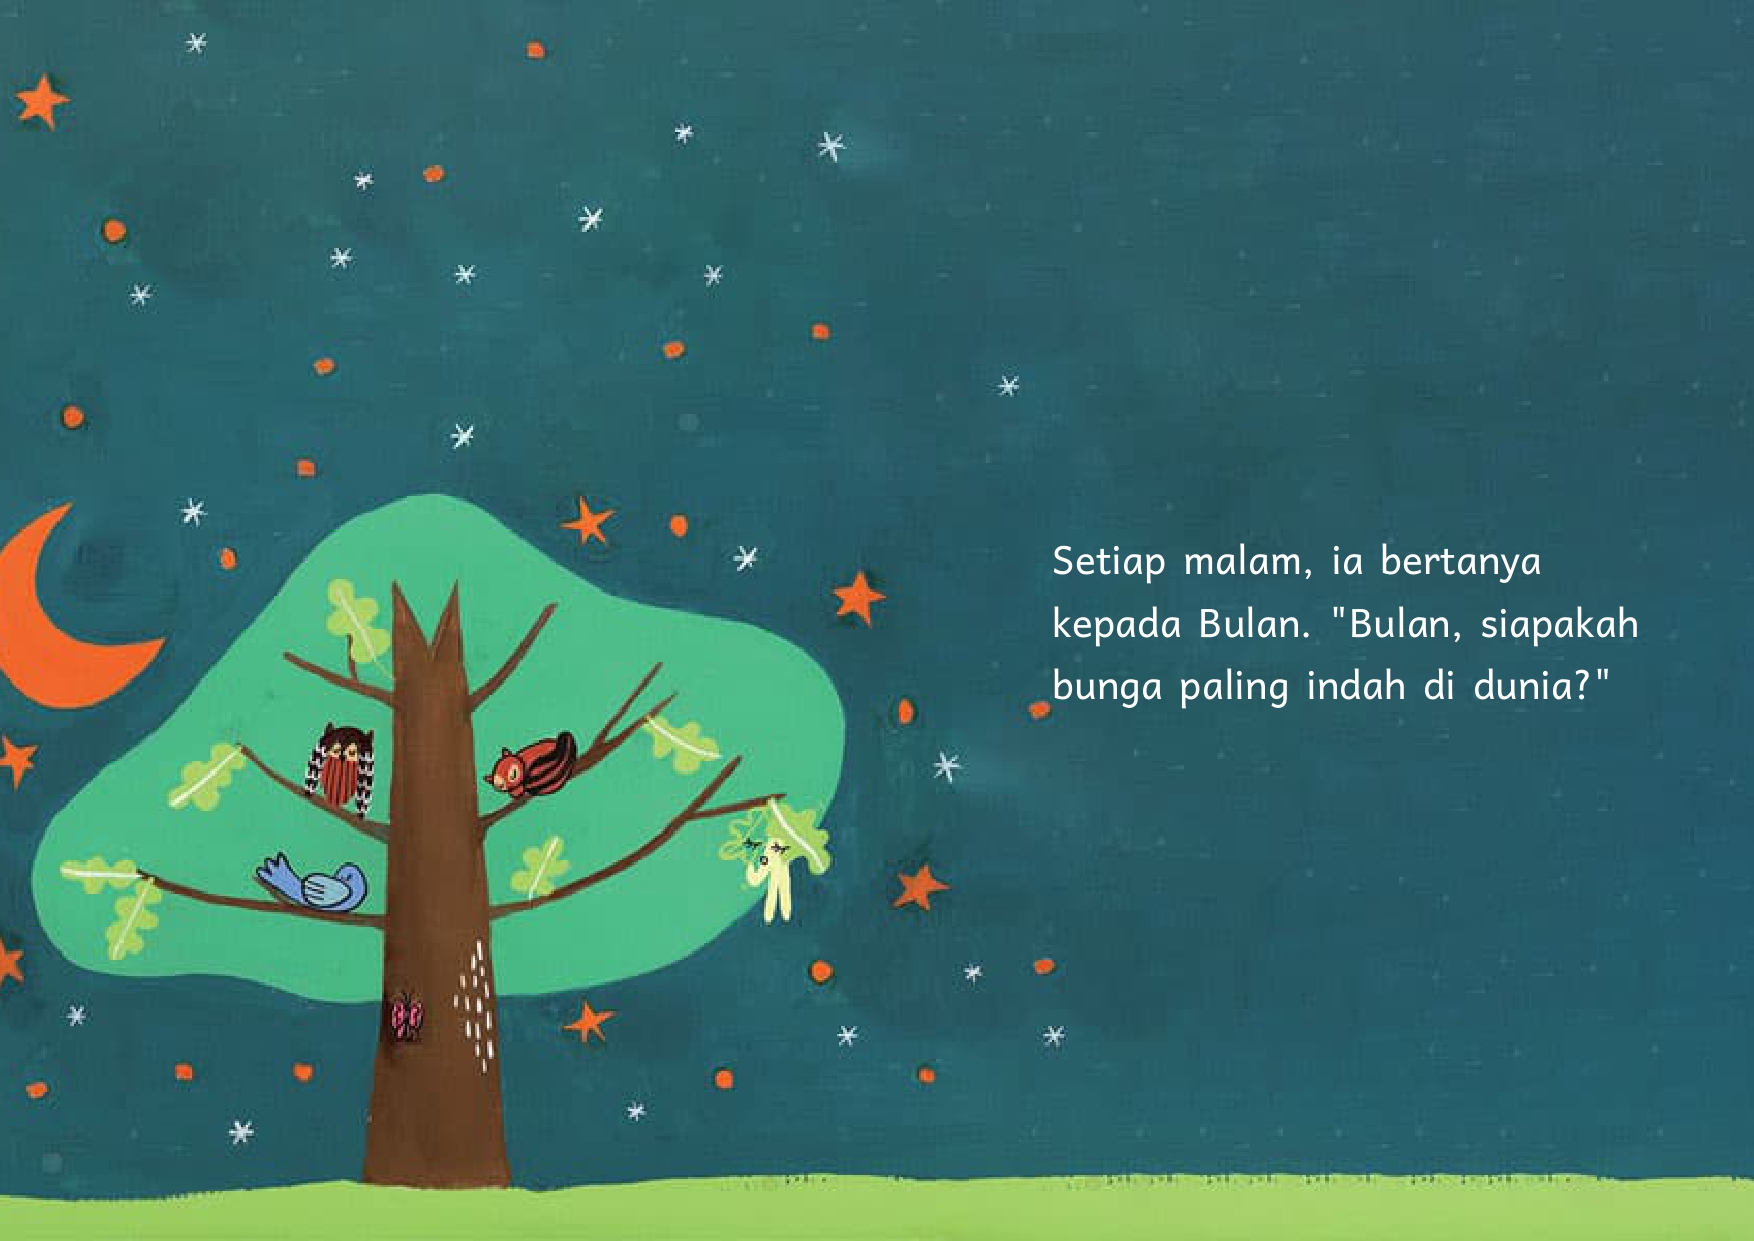 Setiap malam, ia bertanya
kepada Bulan. "Bulan, siapakah
bunga paling indah di dunia?"